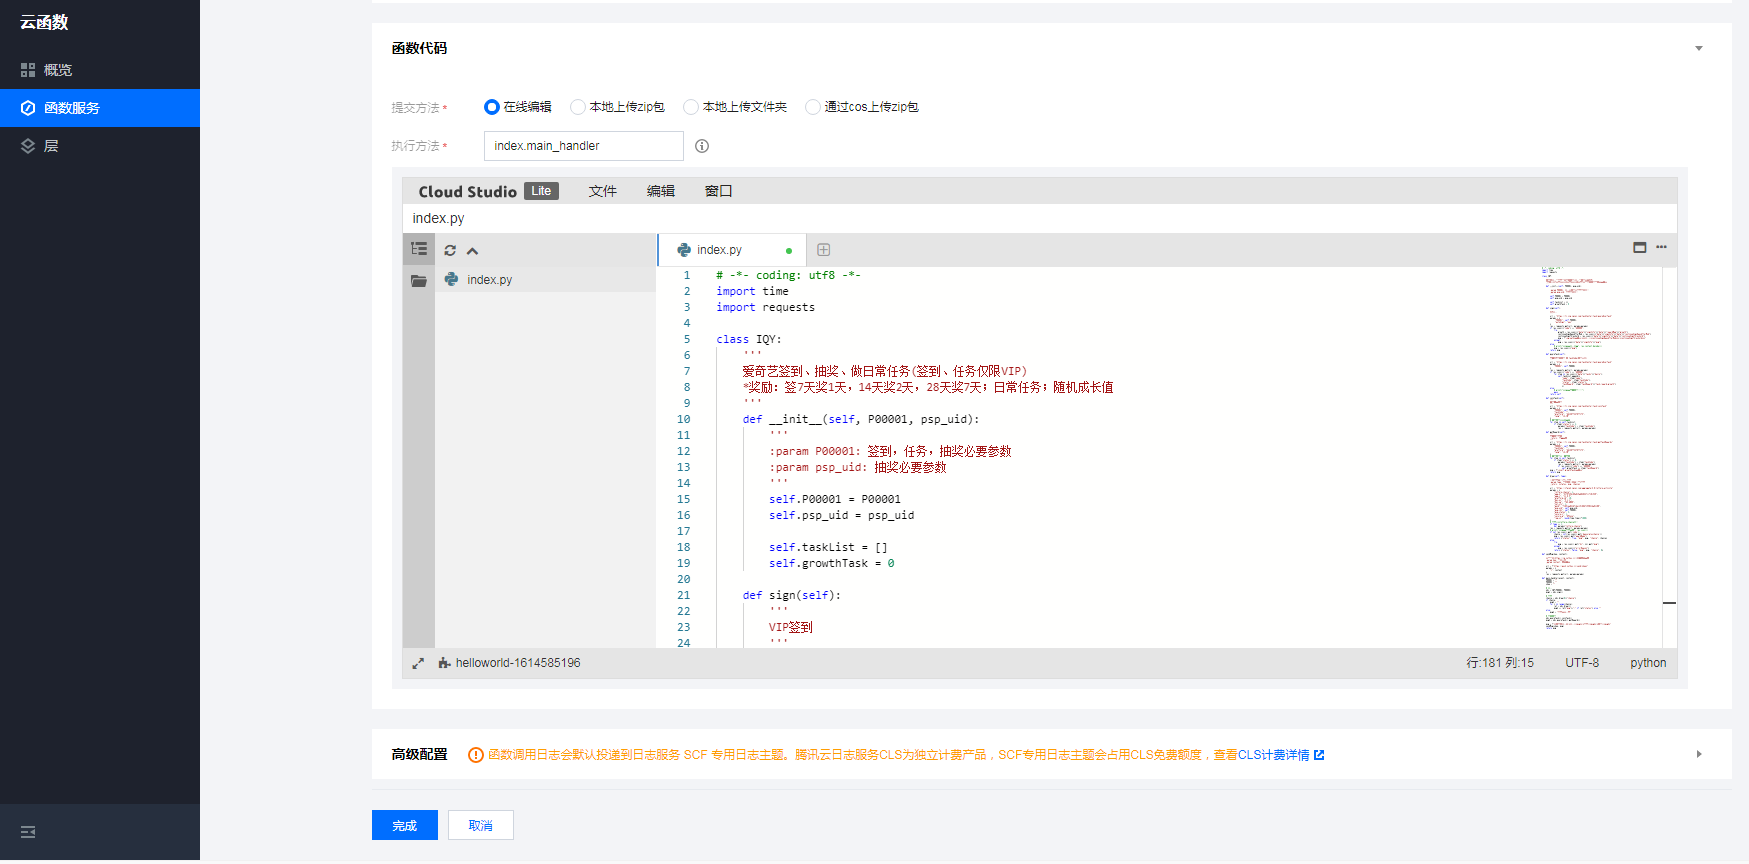 云函数
概览
函数服务
层
函数代码
提交方法 * 在线编辑 本地上传zip包 本地上传文件夹 通过cos上传zip包
执行方法 * index.main_handler
Cloud Studio Lite 文件 编辑 窗口
index.py
index.py
index.py
1 # -*- coding: utf8 -*-
2 import time
3 import requests
4
5 class IQY:
6 '''
7 爱奇艺签到、抽奖、做日常任务(签到、任务仅限VIP)
8 *奖励：签7天奖1天，14天奖2天，28天奖7天；日常任务；随机成长值
9 '''
10 def __init__(self, P00001, psp_uid):
11 '''
12 :param P00001: 签到，任务，抽奖必要参数
13 :param psp_uid: 抽奖必要参数
14 '''
15 self.P00001 = P00001
16 self.psp_uid = psp_uid
17
18 self.taskList = []
19 self.growthTask = 0
20
21 def sign(self):
22 '''
23 VIP签到
24 '''
helloworld-1614585196 行:181 列:15 UTF-8 python
高级配置 函数调用日志会默认投递到日志服务 SCF 专用日志主题。腾讯云日志服务CLS为独立计费产品，SCF专用日志主题会占用CLS免费额度，查看CLS计费详情
完成 取消